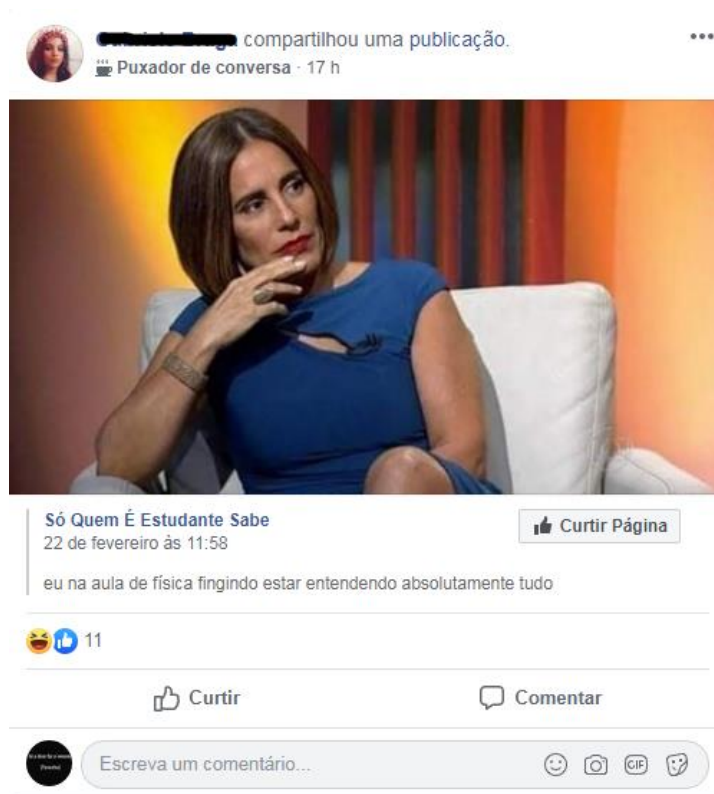 compartilhou uma publicação.
Puxador de conversa · 17 h
Só Quem É Estudante Sabe
Curtir Página
22 de fevereiro às 11:58
eu na aula de física fingindo estar entendendo absolutamente tudo
11
Curtir
Comentar
Escreva um comentário...
GIF